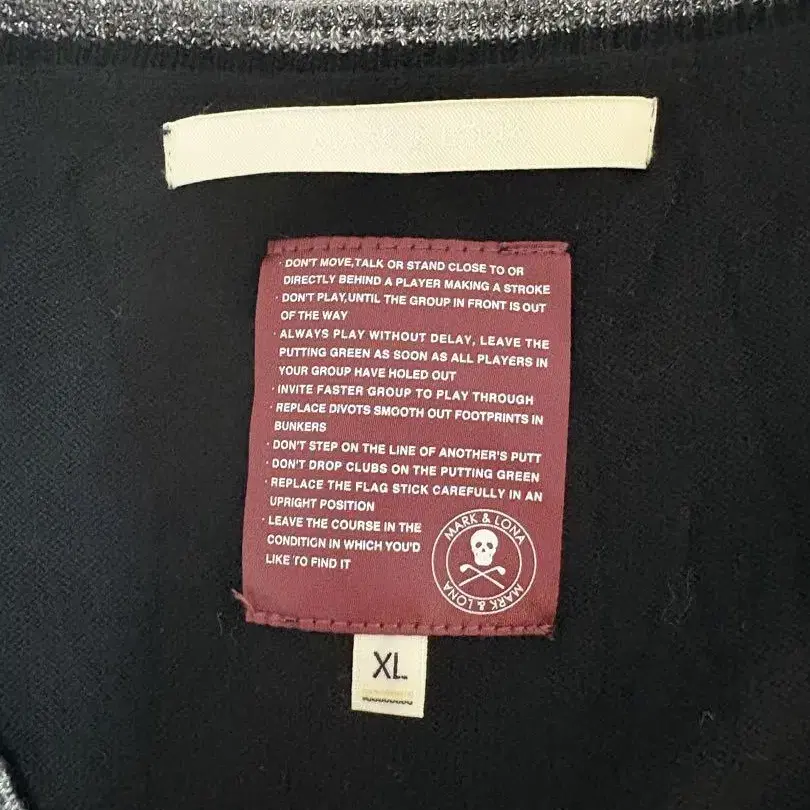 MARK & LONA
· DON'T MOVE,TALK OR STAND CLOSE TO OR
DIRECTLY BEHIND A PLAYER MAKING A STROKE
· DON'T PLAY,UNTIL THE GROUP IN FRONT IS OUT
OF THE WAY
· ALWAYS PLAY WITHOUT DELAY, LEAVE THE
PUTTING GREEN AS SOON AS ALL PLAYERS IN
YOUR GROUP HAVE HOLED OUT
· INVITE FASTER GROUP TO PLAY THROUGH
· REPLACE DIVOTS SMOOTH OUT FOOTPRINTS IN
BUNKERS
· DON'T STEP ON THE LINE OF ANOTHER'S PUTT
· DON'T DROP CLUBS ON THE PUTTING GREEN
· REPLACE THE FLAG STICK CAREFULLY IN AN
UPRIGHT POSITION
· LEAVE THE COURSE IN THE
CONDITION IN WHICH YOU'D
LIKE TO FIND IT
MARK & LONA
MARK & LONA
XL